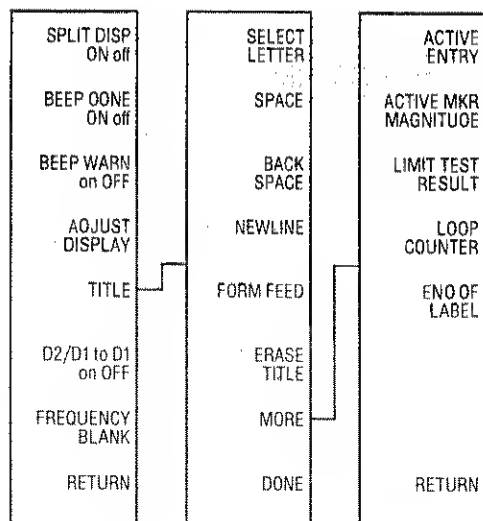 SPLIT DISP
ON off
BEEP OONE
ON off
BEEP WARN
on OFF
AOJUST
DISPLAY
TITLE
D2/D1 to D1
on OFF
FREQUENCY
BLANK
RETURN
SELECT
LETTER
SPACE
BACK
SPACE
NEWLINE
FORM FEED
ERASE
TITLE
MORE
DONE
ACTIVE
ENTRY
ACTIVE MKR
MAGNITUOE
LIMIT TEST
RESULT
LOOP
COUNTER
ENO OF
LABEL
RETURN